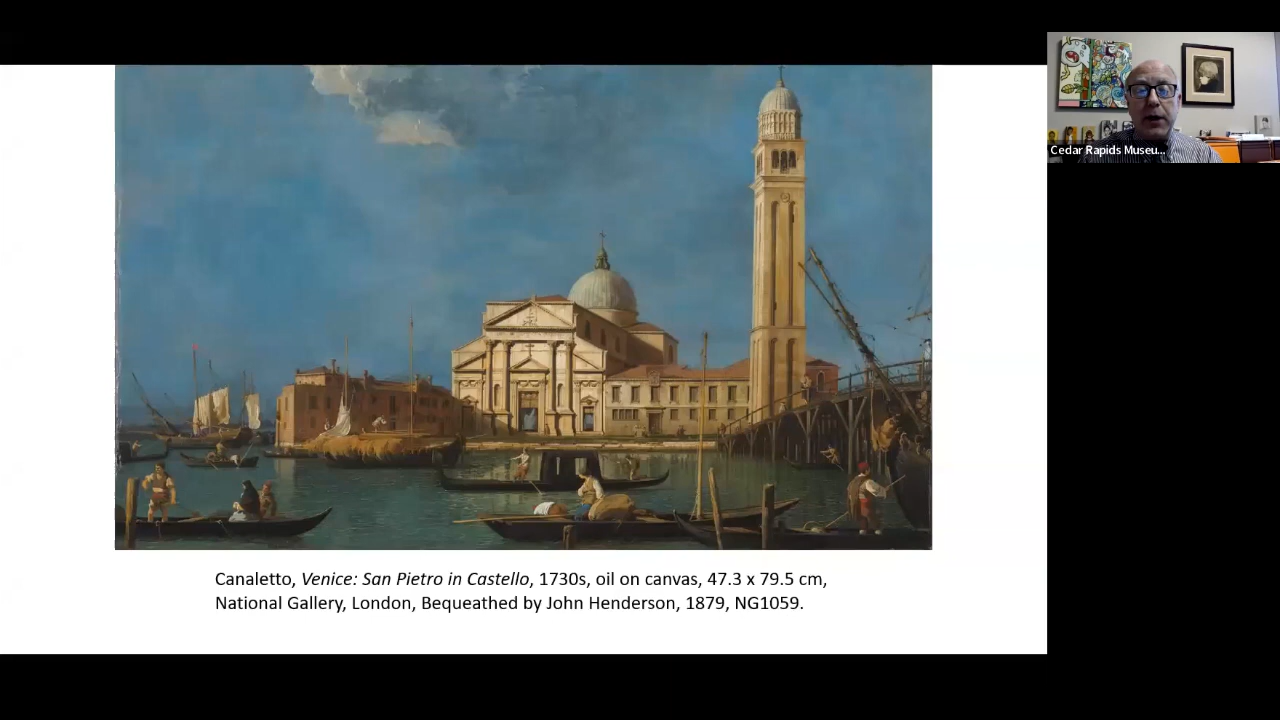 Cedar Rapids Museu...
Canaletto, Venice: San Pietro in Castello, 1730s, oil on canvas, 47.3 x 79.5 cm,
National Gallery, London, Bequeathed by John Henderson, 1879, NG1059.